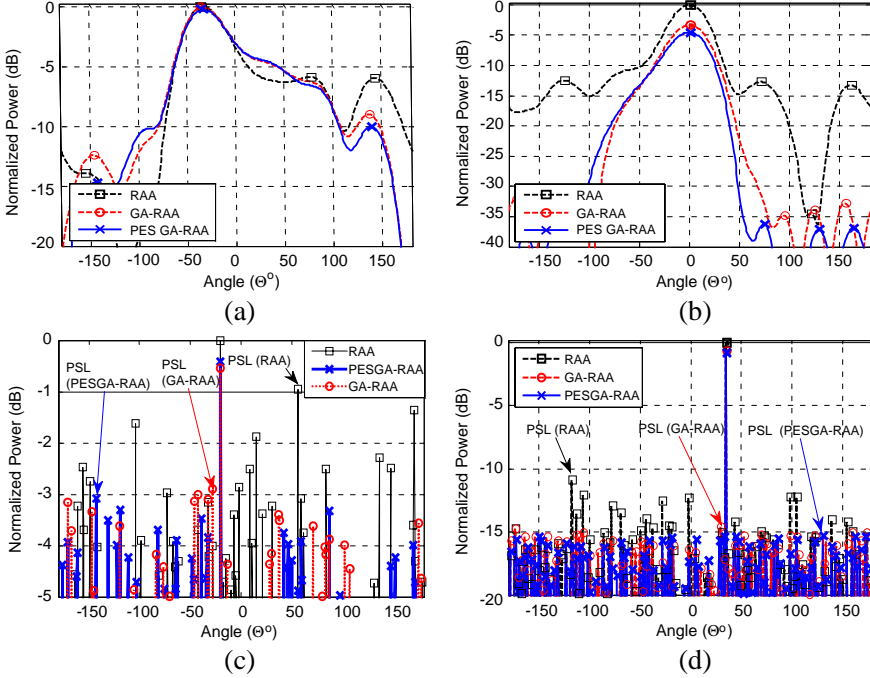 0
-5
-10
-15
-20
-150 -100 -50 0 50 100 150
Normalized Power (dB)
Angle (Θº)
RAA
GA-RAA
PES GA-RAA
(a)
0
-5
-10
-15
-20
-25
-30
-35
-40
-150 -100 -50 0 50 100 150
Normalized Power (dB)
Angle (Θº)
RAA
GA-RAA
PES GA-RAA
(b)
0
-1
-2
-3
-4
-5
-150 -100 -50 0 50 100 150
Normalized Power (dB)
Angle (Θº)
PSL
(PESGA-RAA)
PSL
(GA-RAA)
PSL (RAA)
RAA
PESGA-RAA
GA-RAA
(c)
0
-5
-10
-15
-20
-150 -100 -50 0 50 100 150
Normalized Power (dB)
Angle (Θº)
RAA
GA-RAA
PESGA-RAA
PSL (RAA)
PSL (GA-RAA)
PSL (PESGA-RAA)
(d)